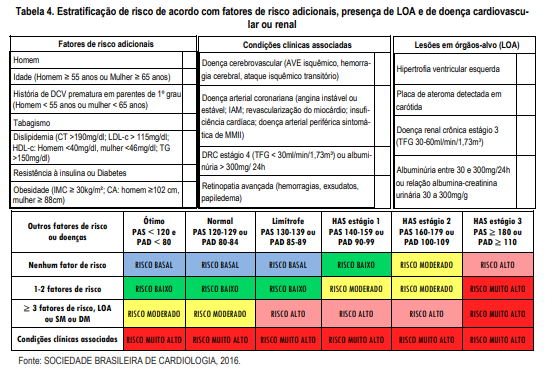 Tabela 4. Estratificação de risco de acordo com fatores de risco adicionais, presença de LOA e de doença cardiovascu-
lar ou renal
Fatores de risco adicionais
Homem
Idade (Homem ≥ 55 anos ou Mulher ≥ 65 anos)
História de DCV prematura em parentes de 1º grau
(Homem < 55 anos ou mulher < 65 anos)
Tabagismo
Dislipidemia (CT >190mg/dl; LDL-c > 115mg/dl;
HDL-c: Homem <40mg/dl, mulher <46mg/dl; TG
>150mg/dl)
Resistência à insulina ou Diabetes
Obesidade (IMC ≥ 30kg/m²; CA: homem ≥102 cm,
mulher ≥ 88cm)
Condições clínicas associadas
Doença cerebrovascular (AVE isquêmico, hemorra-
gia cerebral, ataque isquêmico transitório)
Doença arterial coronariana (angina instável ou
estável; IAM; revascularização do miocárdio; insufi-
ciência cardíaca; doença arterial periférica sintomá-
tica de MMII)
DRC estágio 4 (TFG < 30ml/min/1,73m³) ou albumi-
núria > 300mg/ 24h
Retinopatia avançada (hemorragias, exsudatos,
papiledema)
Lesões em órgãos-alvo (LOA)
Hipertrofia ventricular esquerda
Placa de ateroma detectada em
carótida
Doença renal crônica estágio 3
(TFG 30-60ml/min/1,73m³)
Albuminúria entre 30 e 300mg/24h
ou relação albumina-creatinina
urinária 30 a 300mg/g
Outros fatores de risco
ou doenças
Ótimo
PAS < 120 e
PAD < 80
Normal
PAS 120-129 ou
PAD 80-84
Limítrofe
PAS 130-139 ou
PAD 85-89
HAS estágio 1
PAS 140-159 ou
PAD 90-99
HAS estágio 2
PAS 160-179 ou
PAD 100-109
HAS estágio 3
PAS ≥ 180 ou
PAD ≥ 110
Nenhum fator de risco RISCO BASAL RISCO BASAL RISCO BASAL RISCO BAIXO RISCO MODERADO RISCO ALTO
1-2 fatores de risco RISCO BAIXO RISCO BAIXO RISCO BAIXO RISCO MODERADO RISCO MODERADO RISCO MUITO ALTO
≥ 3 fatores de risco, LOA
ou SM ou DM
RISCO MODERADO RISCO MODERADO RISCO ALTO RISCO ALTO RISCO ALTO RISCO MUITO ALTO
Condições clínicas associadas RISCO MUITO ALTO RISCO MUITO ALTO RISCO MUITO ALTO RISCO MUITO ALTO RISCO MUITO ALTO RISCO MUITO ALTO
Fonte: SOCIEDADE BRASILEIRA DE CARDIOLOGIA, 2016.